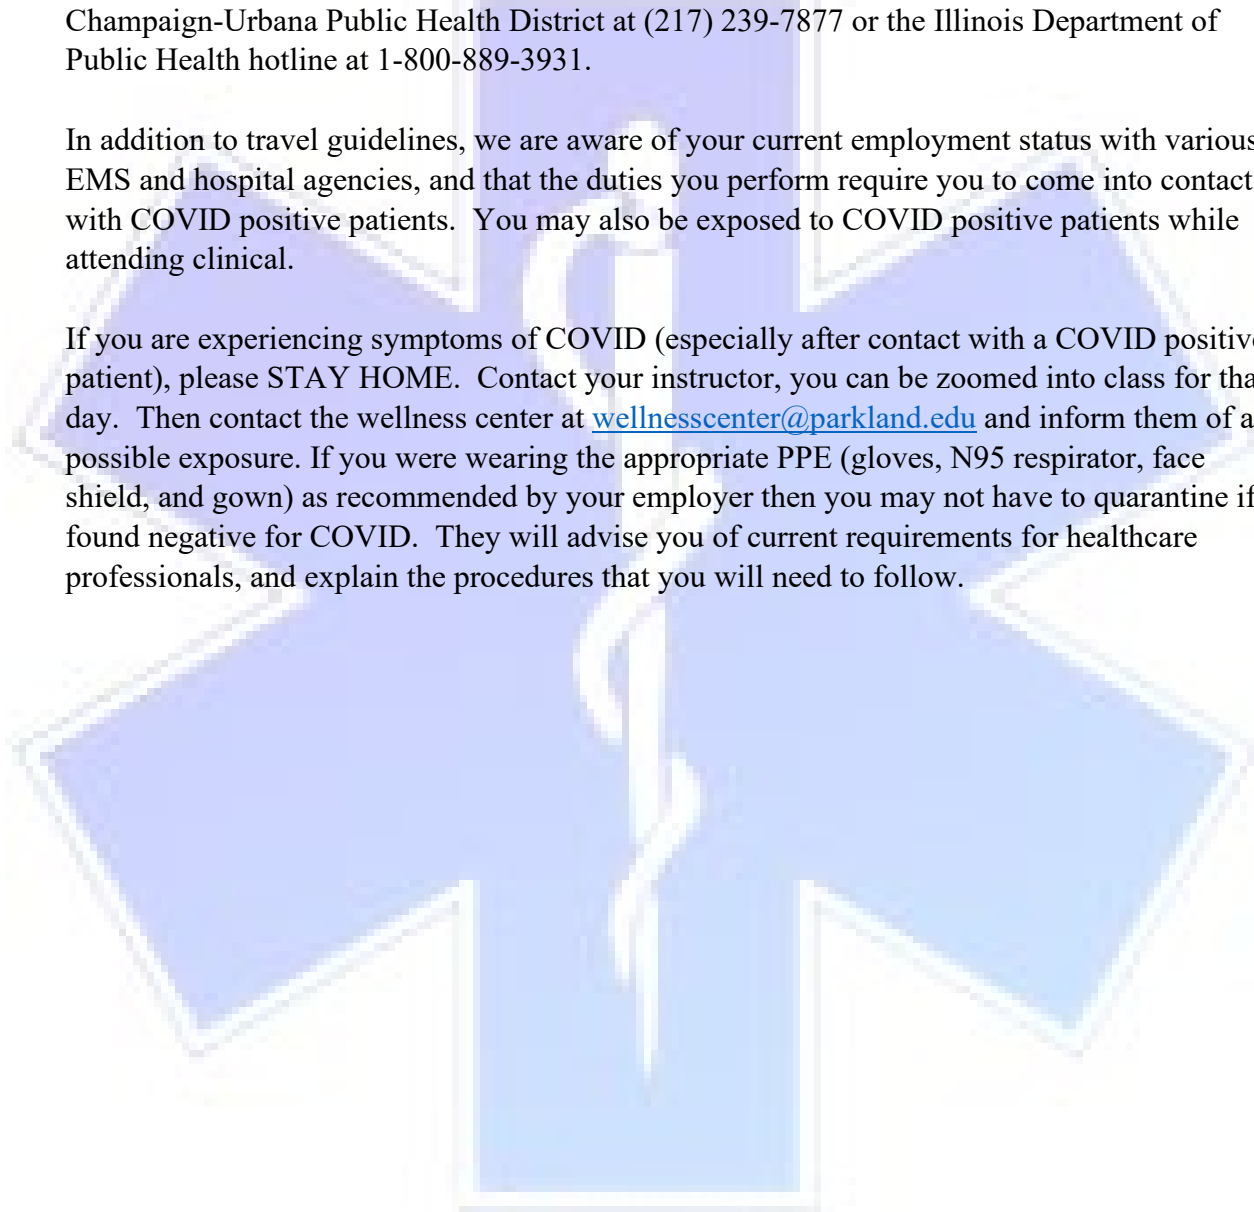 Champaign-Urbana Public Health District at (217) 239-7877 or the Illinois Department of
Public Health hotline at 1-800-889-3931.
In addition to travel guidelines, we are aware of your current employment status with various
EMS and hospital agencies, and that the duties you perform require you to come into contact
with COVID positive patients.  You may also be exposed to COVID positive patients while
attending clinical.
If you are experiencing symptoms of COVID (especially after contact with a COVID positive
patient), please STAY HOME.  Contact your instructor, you can be zoomed into class for tha
day.  Then contact the wellness center at wellnesscenter@parkland.edu and inform them of a
possible exposure. If you were wearing the appropriate PPE (gloves, N95 respirator, face
shield, and gown) as recommended by your employer then you may not have to quarantine if
found negative for COVID.  They will advise you of current requirements for healthcare
professionals, and explain the procedures that you will need to follow.